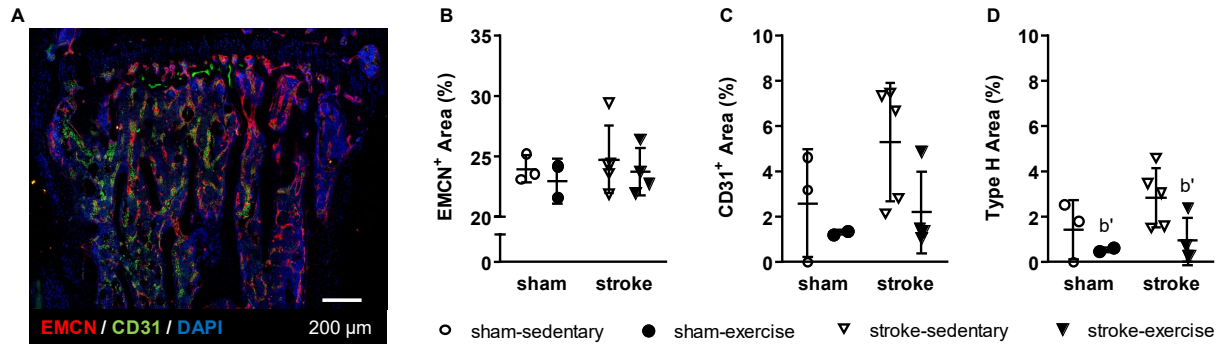 A
EMCN / CD31 / DAPI 200 µm
B
EMCN+ Area (%)
35
30
25
20
0
sham stroke
C
CD31+ Area (%)
10
8
6
4
2
0
sham stroke
D
Type H Area (%)
10
8
6
4
2
0
b' b'
sham stroke
sham-sedentary sham-exercise stroke-sedentary stroke-exercise